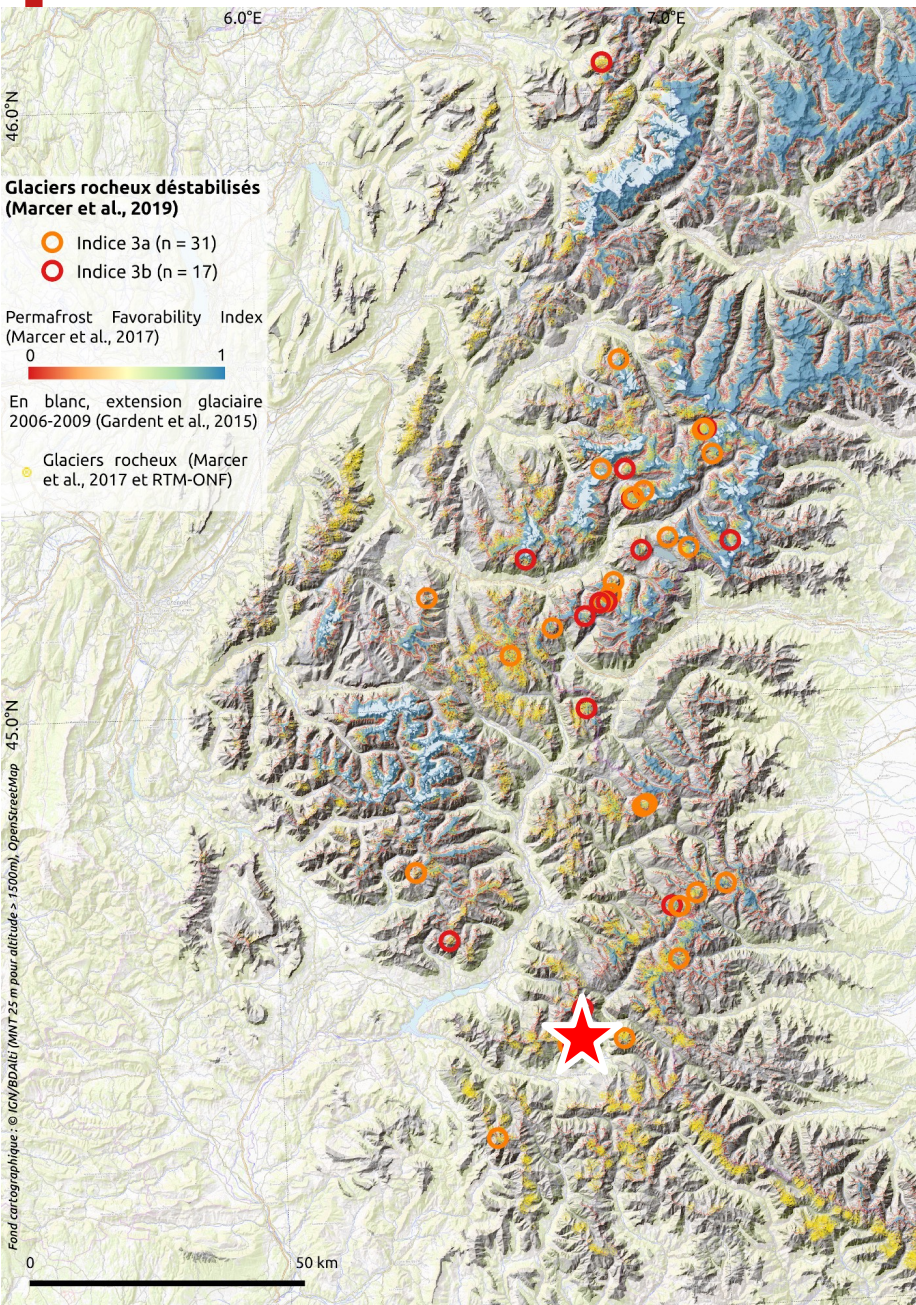 6.0°E
7.0°E
46.0°N
Glaciers rocheux déstabilisés
(Marcer et al., 2019)
Indice 3a (n = 31)
Indice 3b (n = 17)
Permafrost Favorability Index
(Marcer et al., 2017)
0 1
En blanc, extension glaciaire
2006-2009 (Gardent et al., 2015)
Glaciers rocheux (Marcer
et al., 2017 et RTM-ONF)
45.0°N
Fond cartographique : © IGN/BDAlti (MNT 25 m pour altitude > 1500m), OpenStreetMap
0 50 km